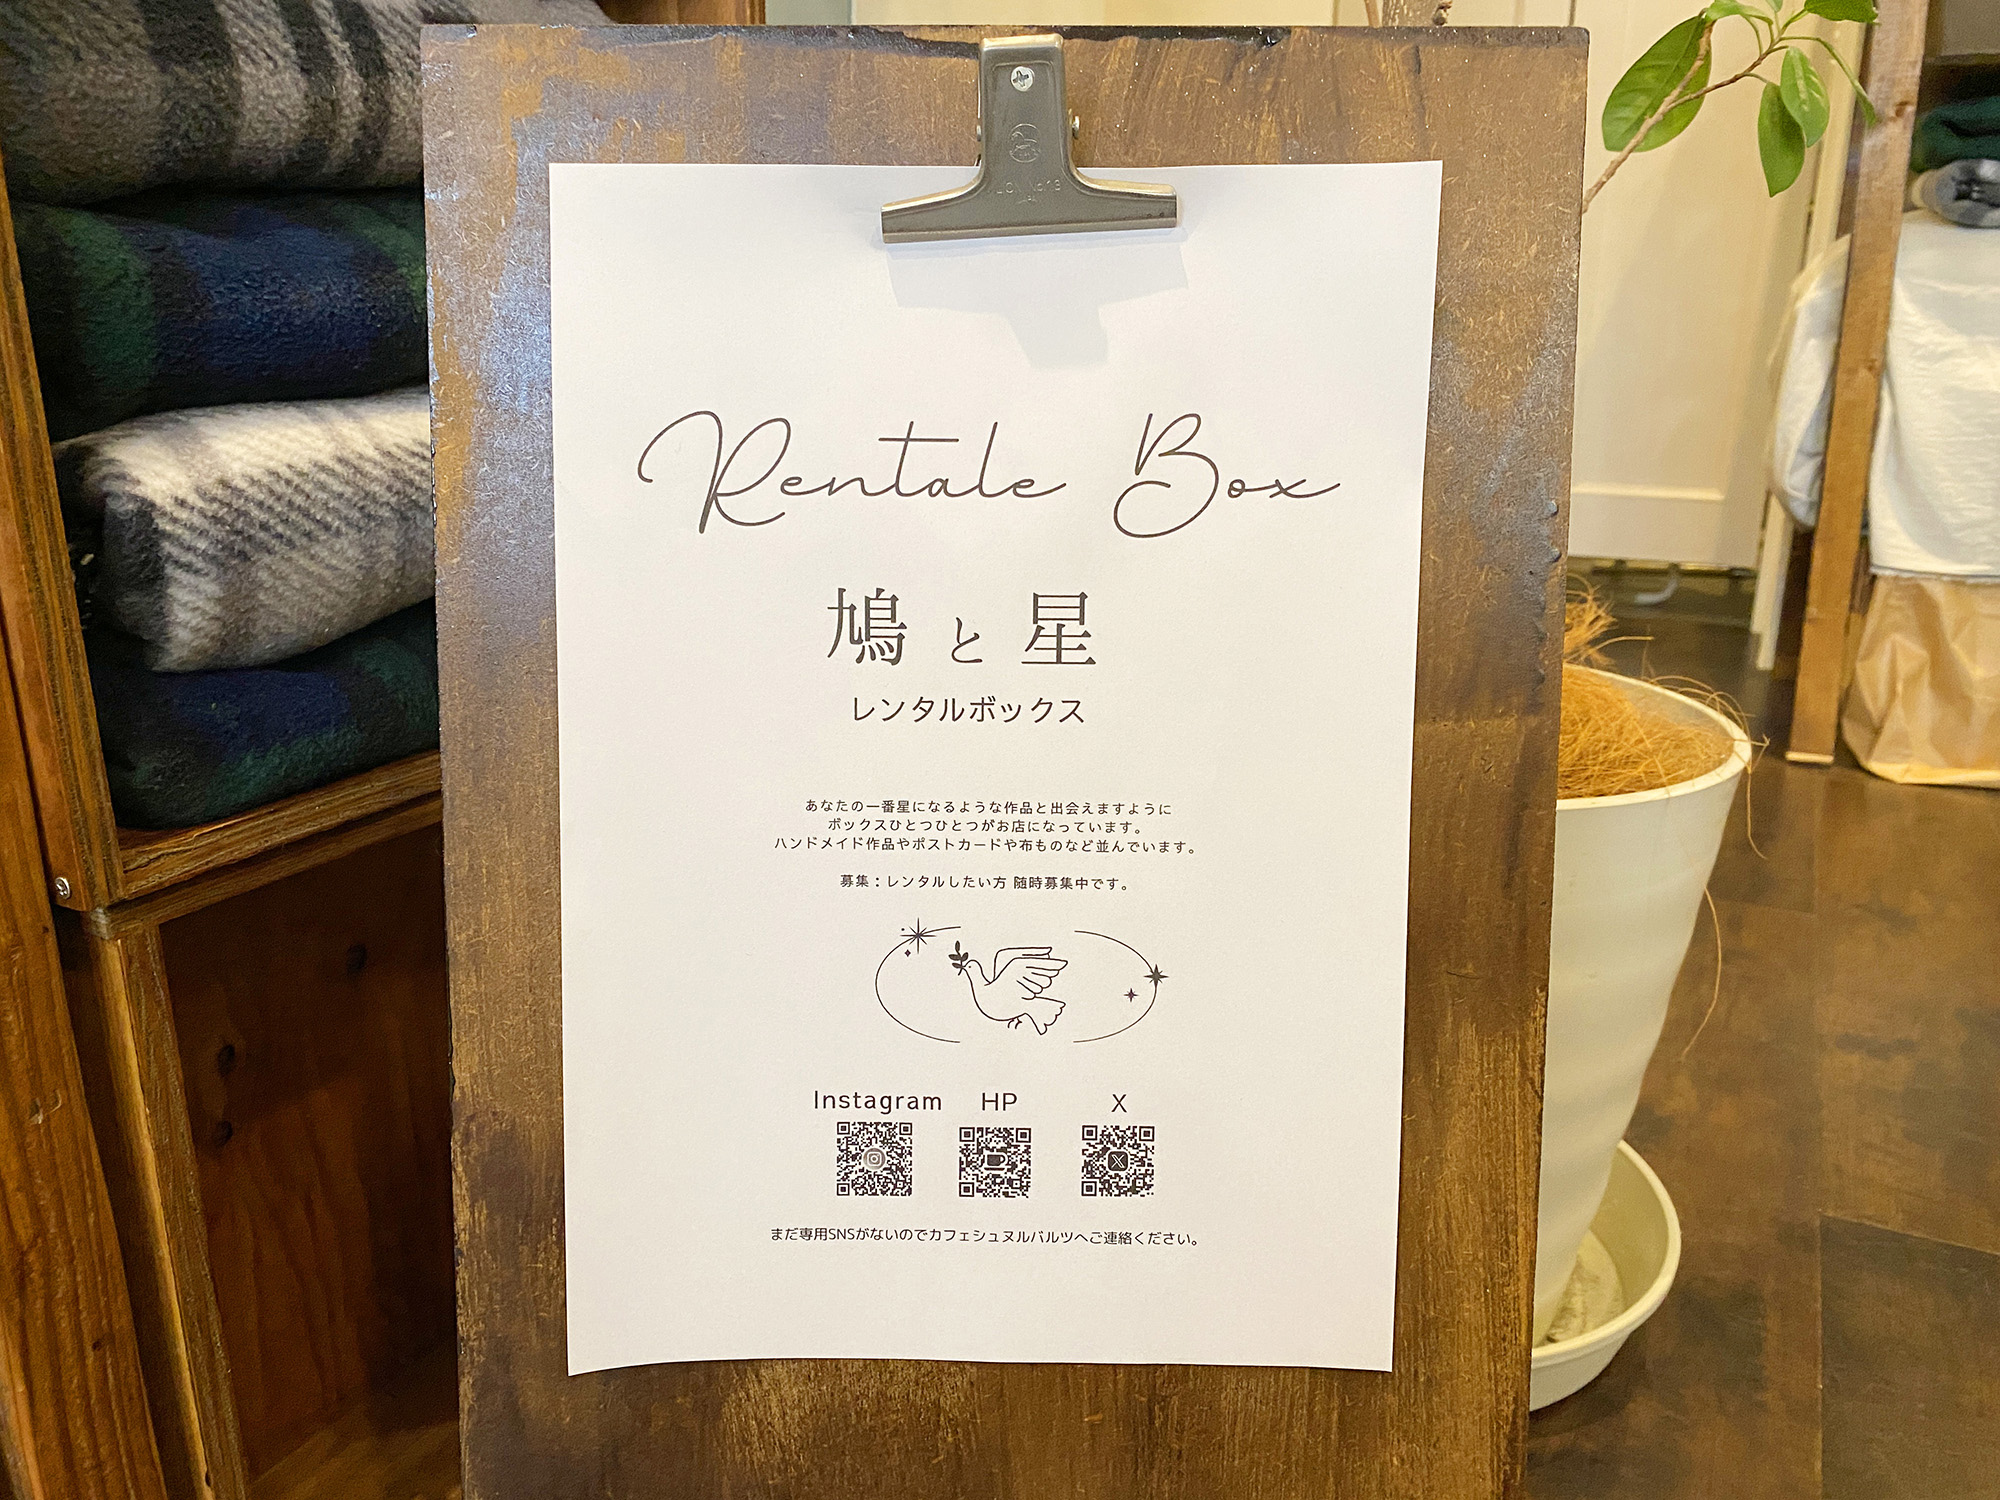 Rentale Box
鳩と星
レンタルボックス
あなたの一番星になるような作品と出会えますように
ボックスひとつひとつがお店になっています。
ハンドメイド作品やポストカードや布ものなど並んでいます。
募集：レンタルしたい方 随時募集中です。
Instagram HP X
まだ専用SNSがないのでカフェシュヌルバルツへご連絡ください。